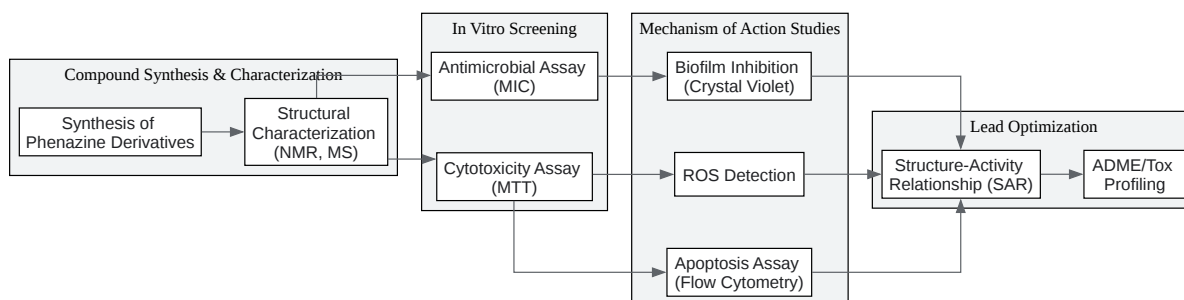 Compound Synthesis & Characterization
Synthesis of
Phenazine Derivatives
Structural
Characterization
(NMR, MS)
In Vitro Screening
Antimicrobial Assay
(MIC)
Cytotoxicity Assay
(MTT)
Mechanism of Action Studies
Biofilm Inhibition
(Crystal Violet)
ROS Detection
Apoptosis Assay
(Flow Cytometry)
Lead Optimization
Structure-Activity
Relationship (SAR)
ADME/Tox
Profiling